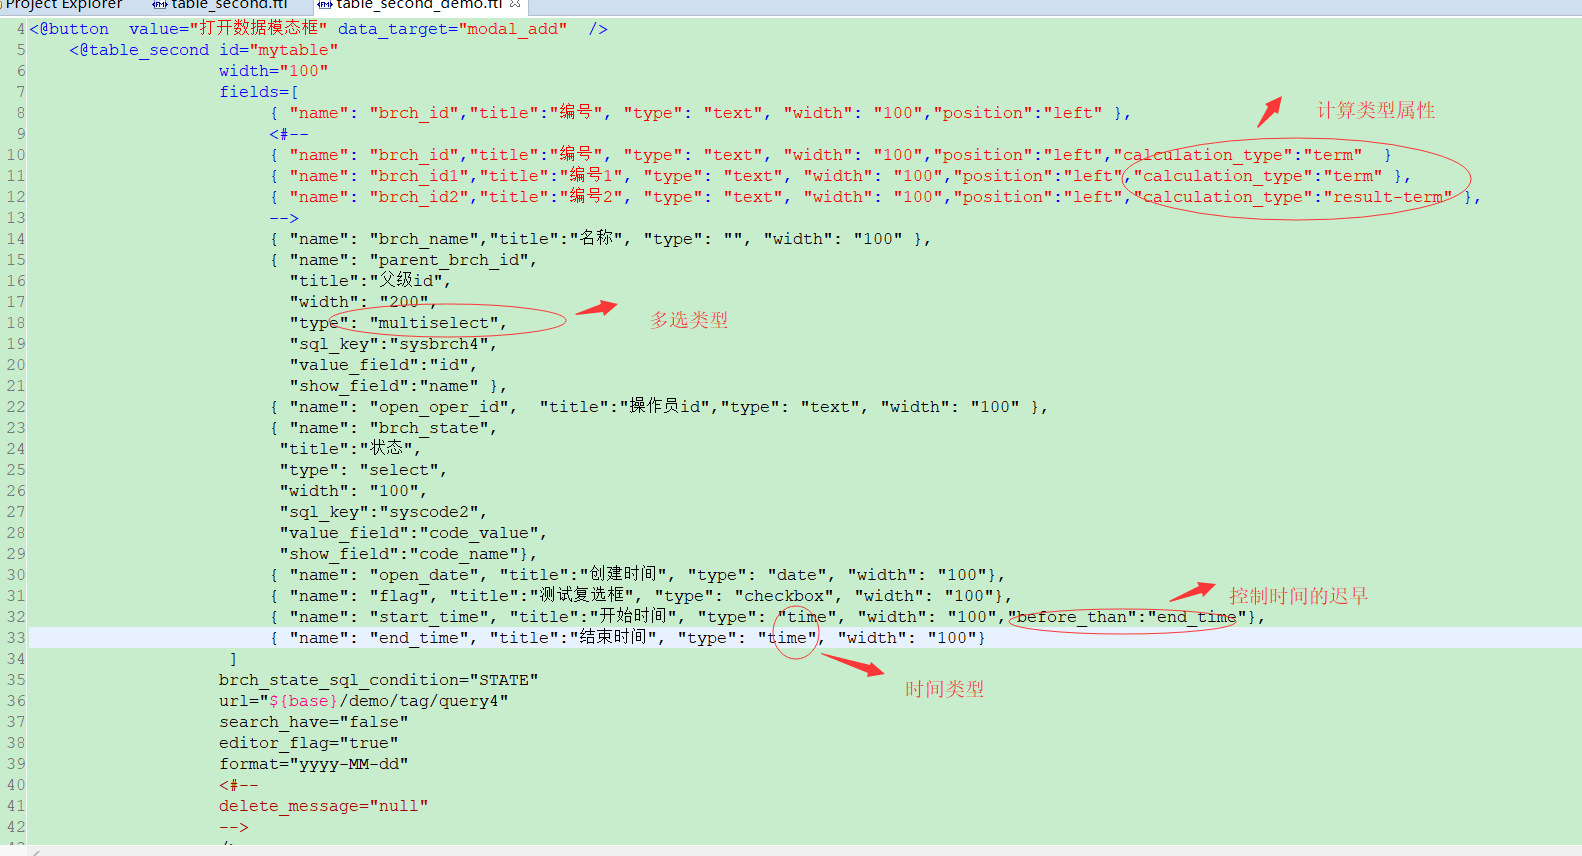 Project Explorer table_second.ftl table_second_demo.ftl
4 <@button  value="打开数据模态框" data_target="modal_add"  />
5 <@table_second id="mytable"
6 width="100"
7 fields=[
8 { "name": "brch_id","title":"编号", "type": "text", "width": "100","position":"left" },
9 <#--
10 { "name": "brch_id","title":"编号", "type": "text", "width": "100","position":"left","calculation_type":"term"  }
11 { "name": "brch_id1","title":"编号1", "type": "text", "width": "100","position":"left","calculation_type":"term" },
12 { "name": "brch_id2","title":"编号2", "type": "text", "width": "100","position":"left","calculation_type":"result-term" },
计算类型属性
13 -->
14 { "name": "brch_name","title":"名称", "type": "", "width": "100" },
15 { "name": "parent_brch_id",
16 "title":"父级id",
17 "width": "200",
18 "type": "multiselect",
多选类型
19 "sql_key":"sysbrch4",
20 "value_field":"id",
21 "show_field":"name" },
22 { "name": "open_oper_id",  "title":"操作员id","type": "text", "width": "100" },
23 { "name": "brch_state",
24 "title":"状态",
25 "type": "select",
26 "width": "100",
27 "sql_key":"syscode2",
28 "value_field":"code_value",
29 "show_field":"code_name"},
30 { "name": "open_date", "title":"创建时间", "type": "date", "width": "100"},
31 { "name": "flag", "title":"测试复选框", "type": "checkbox", "width": "100"},
控制时间的迟早
32 { "name": "start_time", "title":"开始时间", "type": "time", "width": "100","before_than":"end_time"},
33 { "name": "end_time", "title":"结束时间", "type": "time", "width": "100"}
34 ]
35 brch_state_sql_condition="STATE"
时间类型
36 url="${base}/demo/tag/query4"
37 search_have="false"
38 editor_flag="true"
39 format="yyyy-MM-dd"
40 <#--
41 delete_message="null"
42 -->